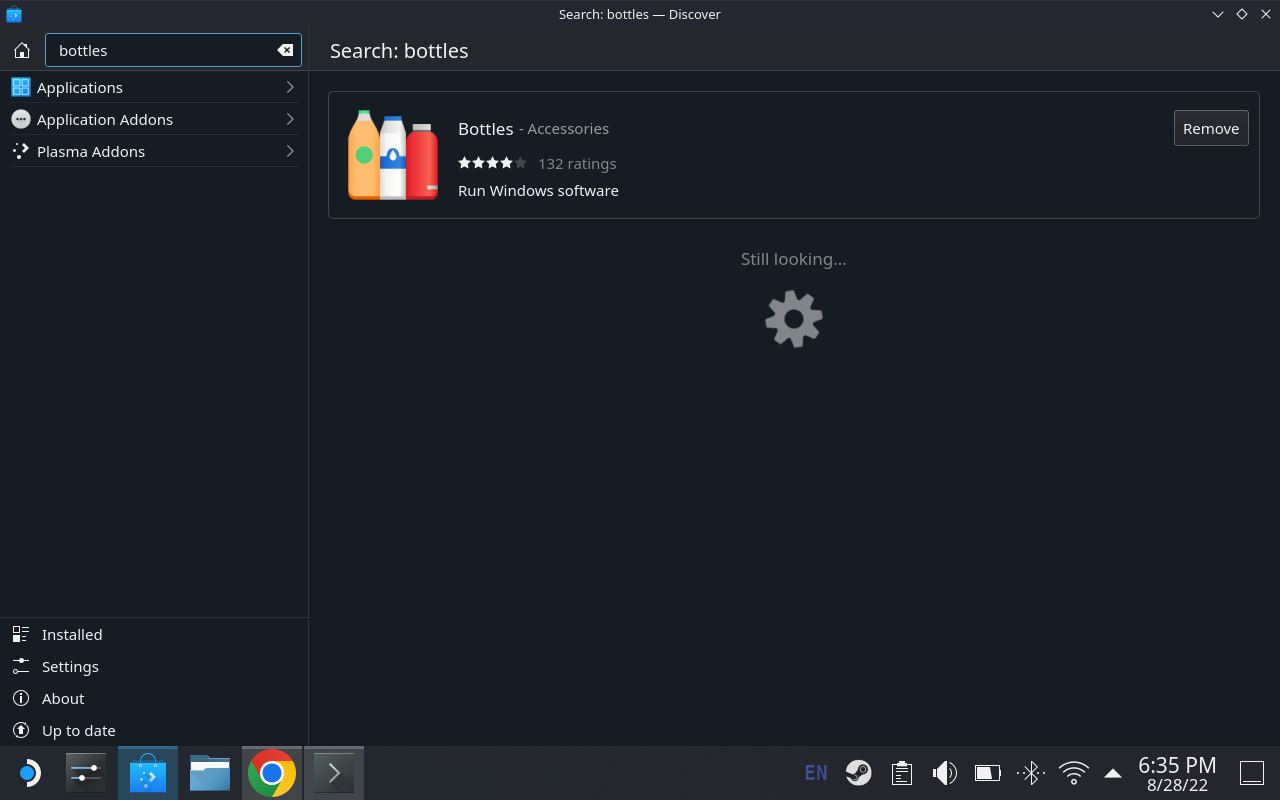 Search: bottles — Discover
bottles
Search: bottles
Applications
Application Addons
Plasma Addons
Bottles - Accessories
Remove
132 ratings
Run Windows software
Still looking...
Installed
Settings
About
Up to date
EN
6:35 PM
8/28/22